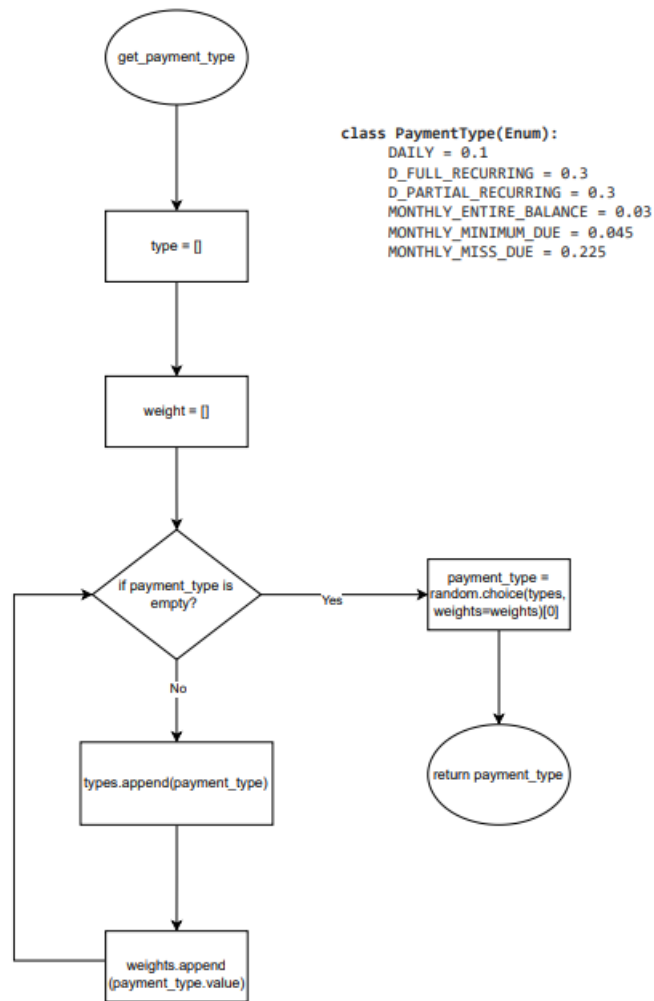 get_payment_type
class PaymentType(Enum):
DAILY = 0.1
D_FULL_RECURRING = 0.3
D_PARTIAL_RECURRING = 0.3
MONTHLY_ENTIRE_BALANCE = 0.03
MONTHLY_MINIMUM_DUE = 0.045
MONTHLY_MISS_DUE = 0.225
type = []
weight = []
if payment_type is
empty?
Yes
payment_type =
random.choice(types,
weights=weights)[0]
No
types.append(payment_type)
return payment_type
weights.append
(payment_type.value)